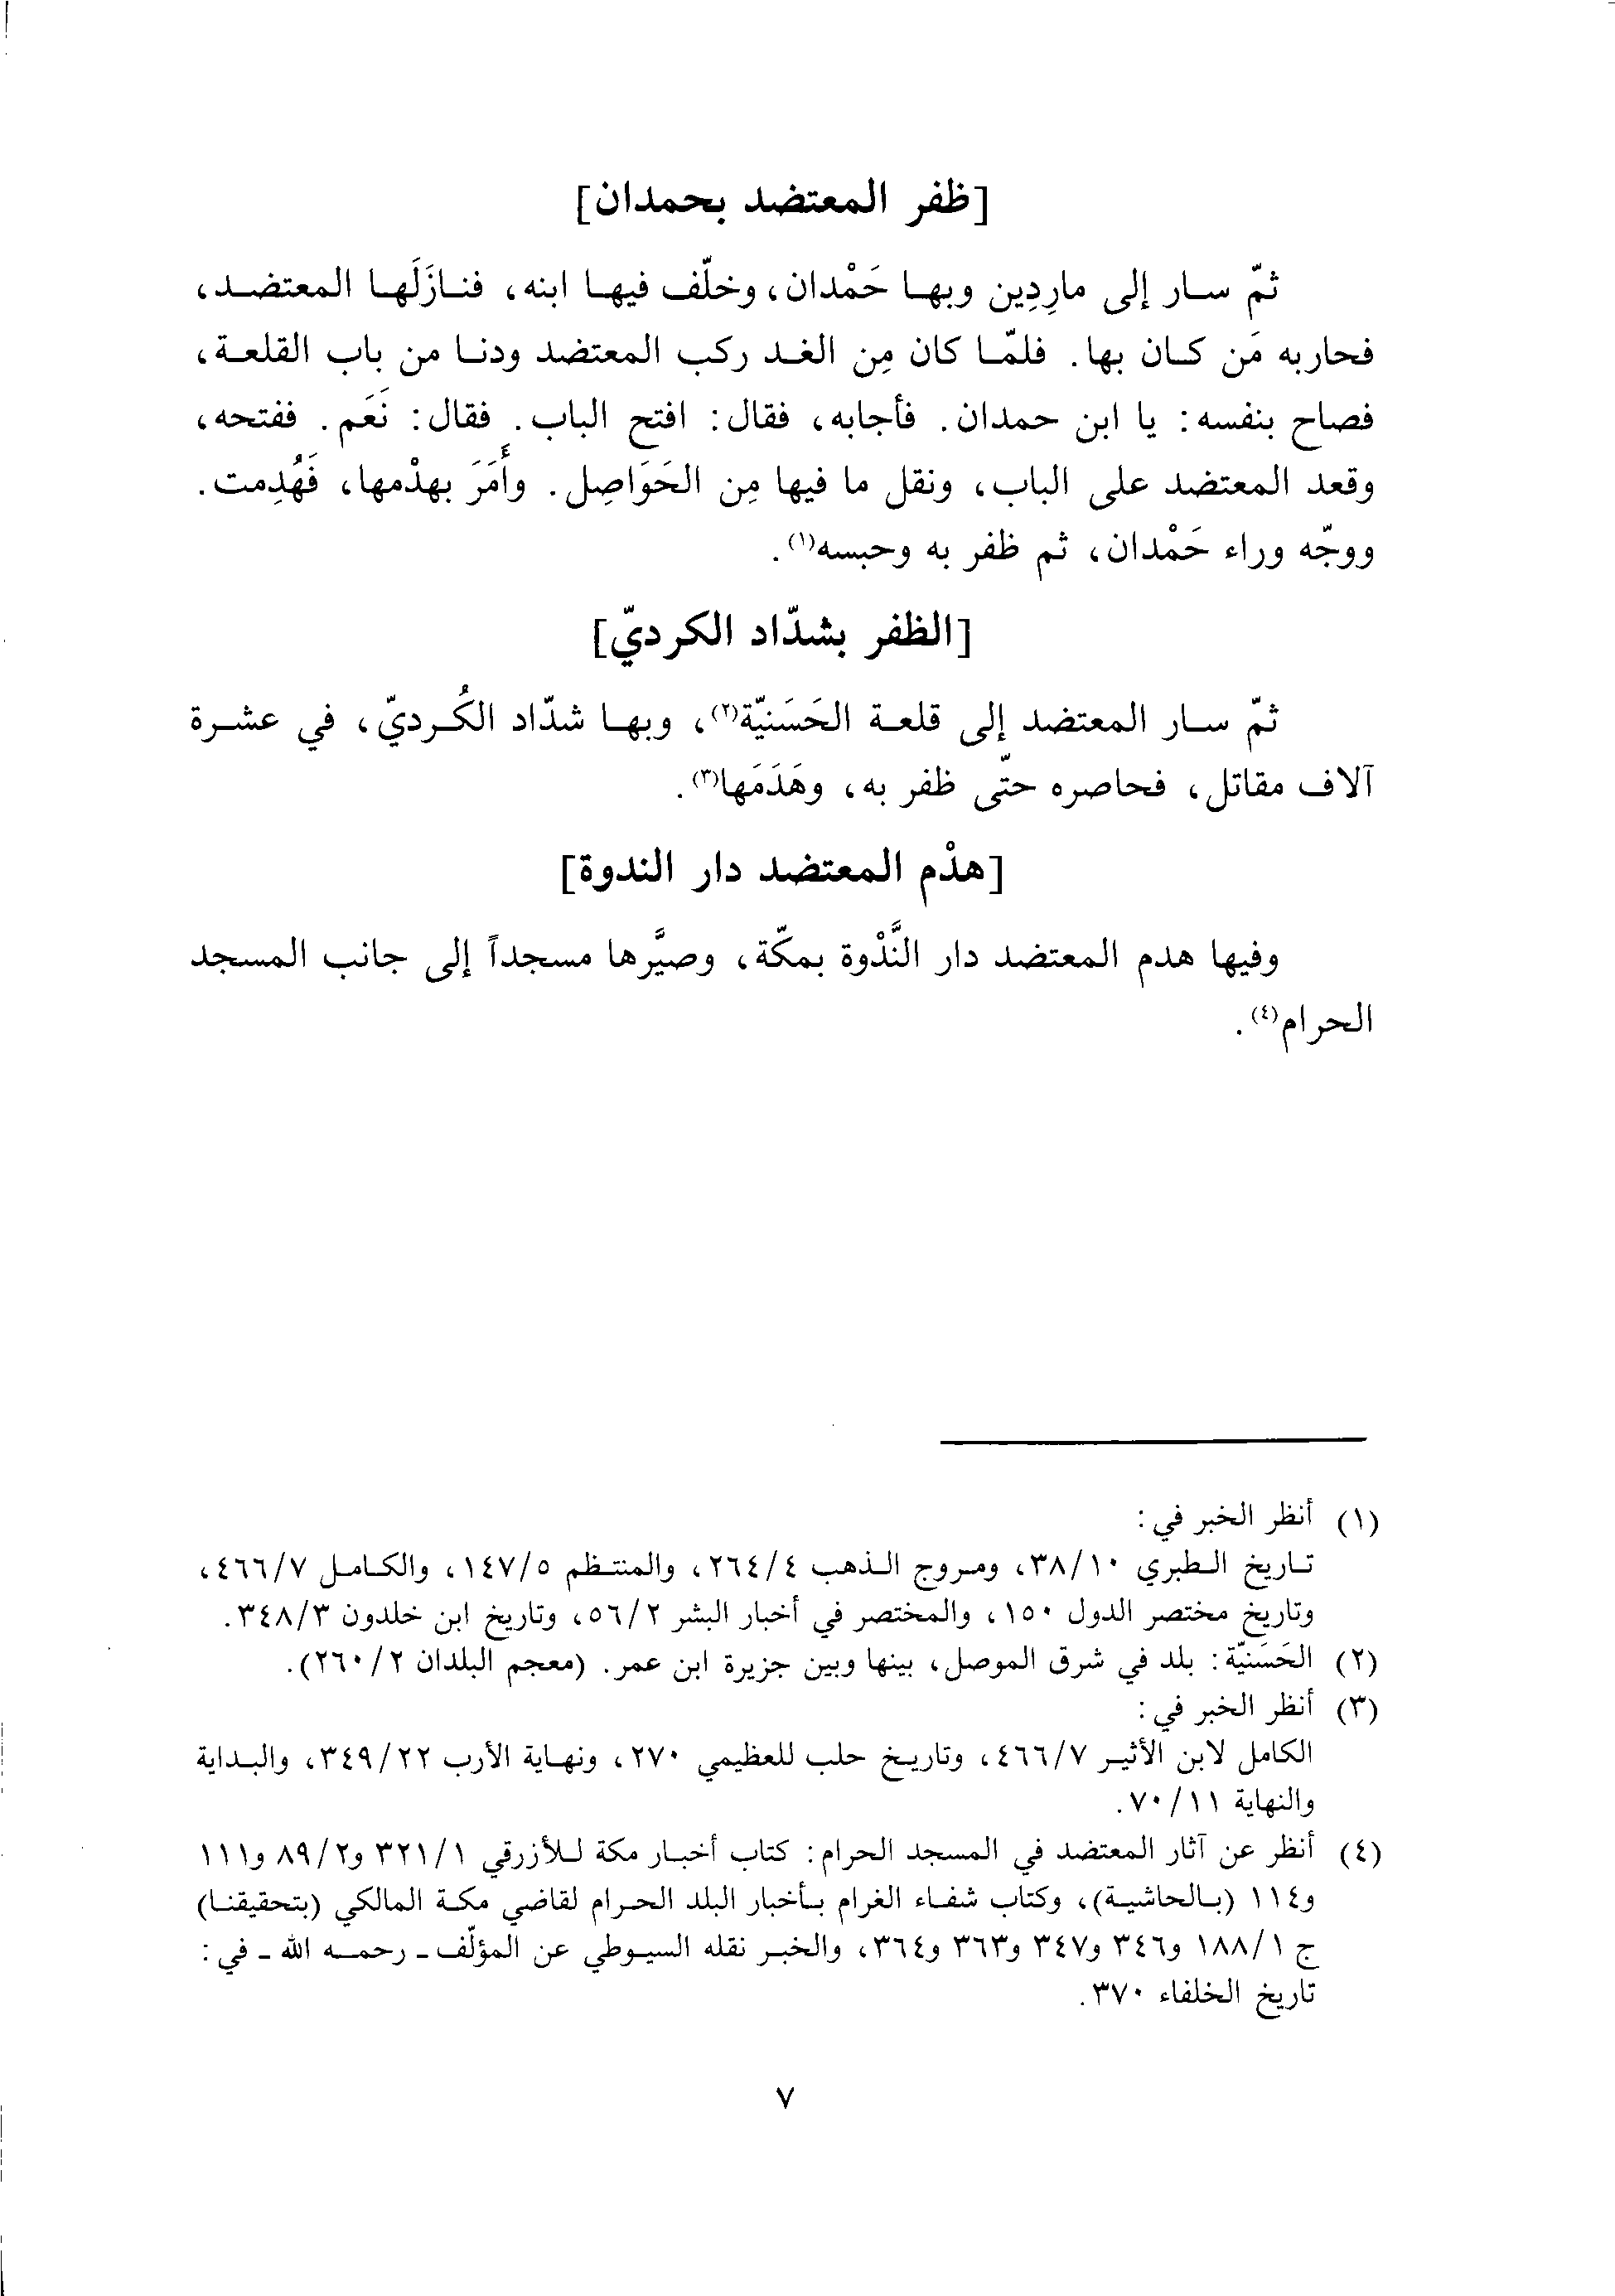 [ظفر المعتضد بحمدان]
ثمّ سار إلى مارِدِين وبها حَمْدان، وخلّف فيها ابنه، فنازَلَها المعتضد،
فحاربه مَن كان بها. فلمّا كان مِن الغد ركب المعتضد ودنا من باب القلعة،
فصاح بنفسه: يا ابن حمدان. فأجابه، فقال: افتح الباب. فقال: نَعَم. ففتحه،
وقعد المعتضد على الباب، ونقل ما فيها مِن الحَوَاصِل. وأَمَرَ بهدْمها، فَهُدِمت.
ووجّه وراء حَمْدان، ثم ظفر به وحبسه(١).
[الظفر بشدّاد الكرديّ]
ثمّ سار المعتضد إلى قلعة الحَسَنيّة(٢)، وبها شدّاد الكُرديّ، في عشرة
آلاف مقاتل، فحاصره حتّى ظفر به، وهَدَمَها(٣).
[هدْم المعتضد دار الندوة]
وفيها هدم المعتضد دار النَّدْوة بمكّة، وصيَّرها مسجداً إلى جانب المسجد
الحرام(٤).
(١) أنظر الخبر في:
تاريخ الطبري ٣٨/١٠، ومروج الذهب ٢٦٤/٤، والمنتظم ١٤٧/٥، والكامل ٤٦٦/٧،
وتاريخ مختصر الدول ١٥٠، والمختصر في أخبار البشر ٥٦/٢، وتاريخ ابن خلدون ٣٤٨/٣.
(٢) الحَسَنيّة: بلد في شرق الموصل، بينها وبين جزيرة ابن عمر. (معجم البلدان ٢٦٠/٢).
(٣) أنظر الخبر في:
الكامل لابن الأثير ٤٦٦/٧، وتاريخ حلب للعظيمي ٢٧٠، ونهاية الأرب ٣٤٩/٢٢، والبداية
والنهاية ٧٠/١١.
(٤) أنظر عن آثار المعتضد في المسجد الحرام: كتاب أخبار مكة للأزرقي ٣٢١/١ و٨٩/٢ و١١١
و١١٤ (بالحاشية)، وكتاب شفاء الغرام بأخبار البلد الحرام لقاضي مكة المالكي (بتحقيقنا)
ج ١٨٨/١ و٣٤٦ و٣٤٧ و٣٦٣ و٣٦٤، والخبر نقله السيوطي عن المؤلّف - رحمه الله - في:
تاريخ الخلفاء ٣٧٠.
٧